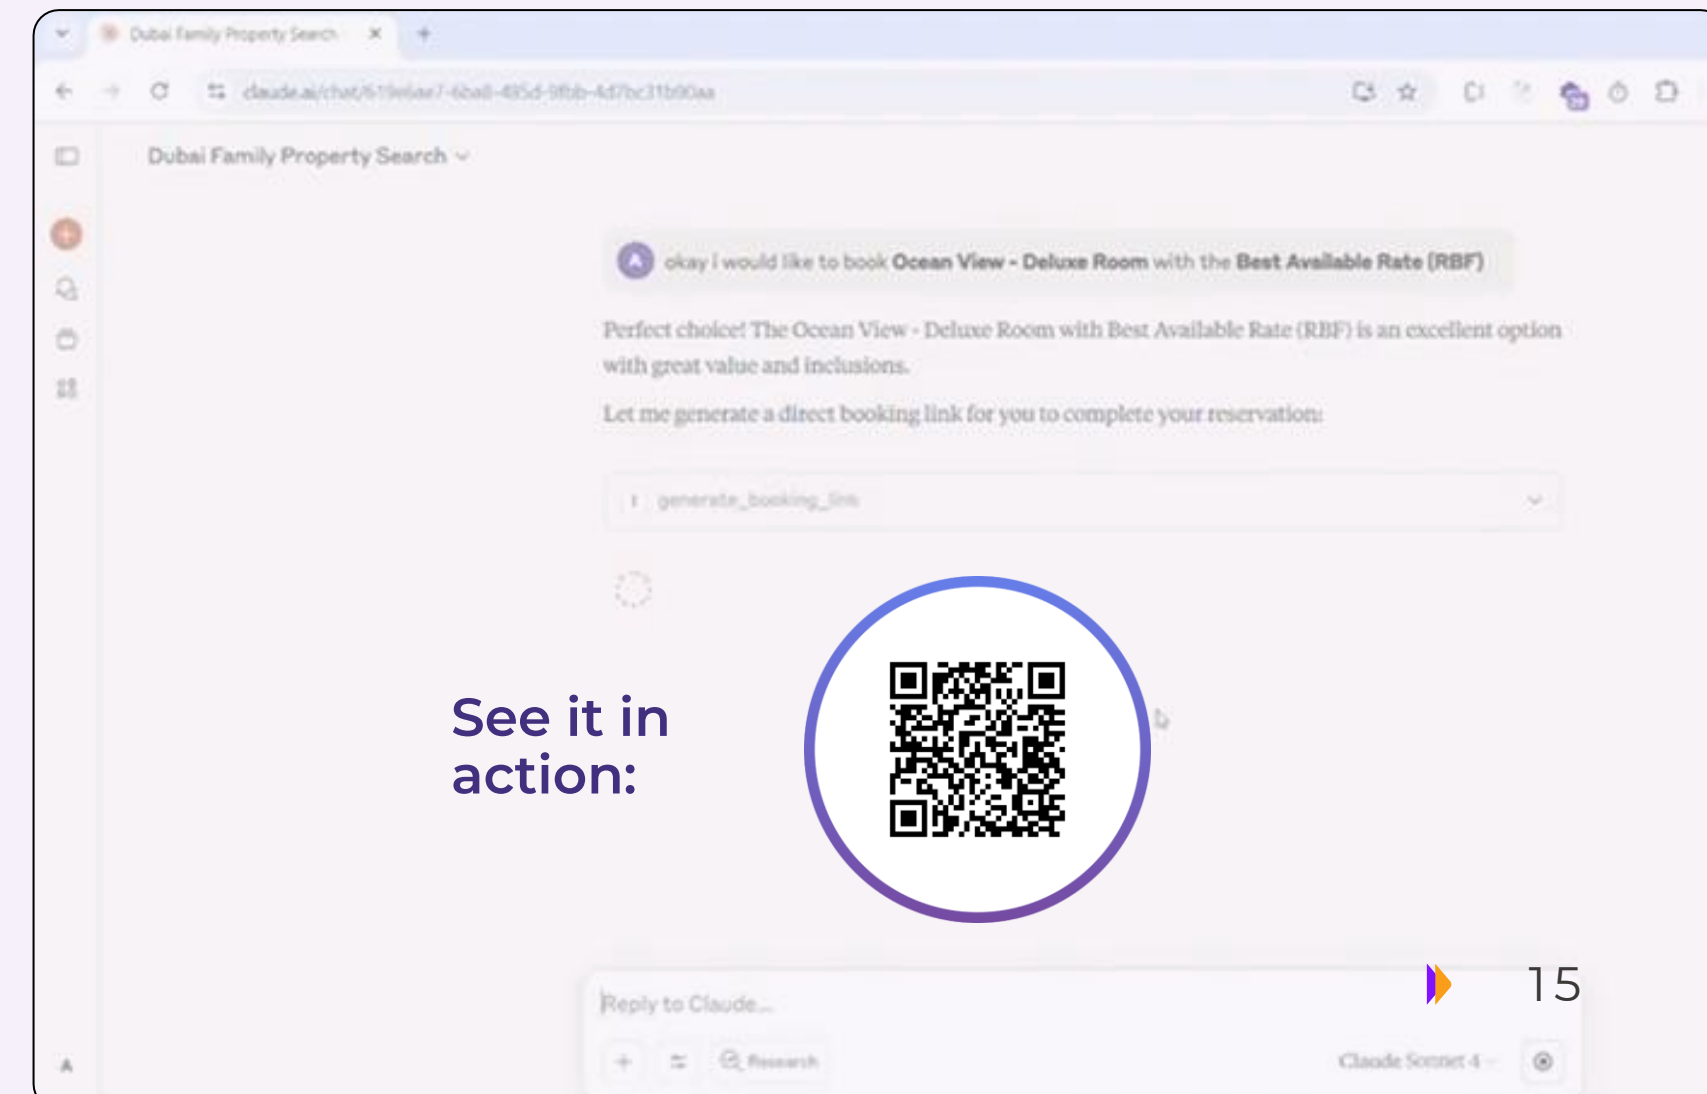 Dubai Family Property Search
Dubai Family Property Search
A okay i would like to book Ocean View - Deluxe Room with the Best Available Rate (RBF)
Perfect choice! The Ocean View - Deluxe Room with Best Available Rate (RBF) is an excellent option
with great value and inclusions.
Let me generate a direct booking link for you to complete your reservation:
generate_booking_link
See it in
action:
15
Reply to Claude...
Research
Claude Sonnet 4
A